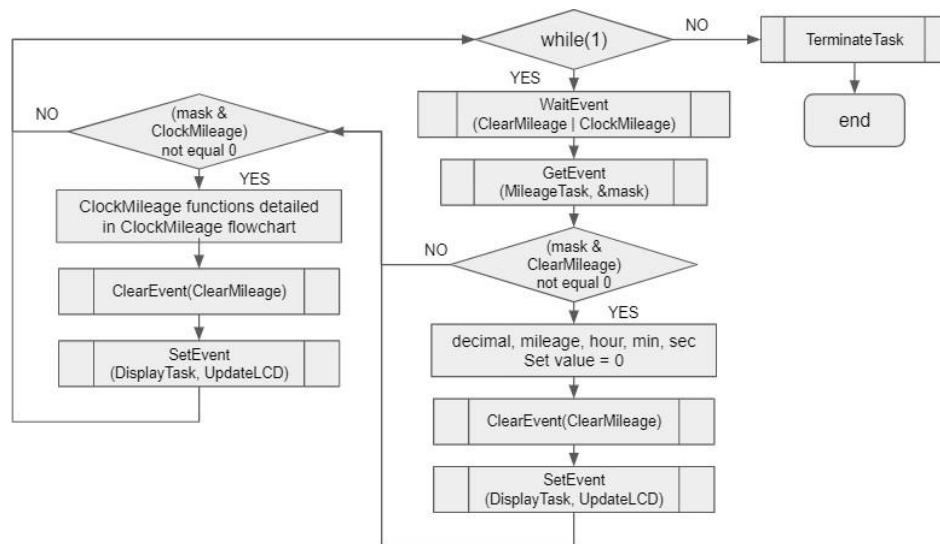 while(1)
NO
TerminateTask
YES
WaitEvent
(ClearMileage | ClockMileage)
end
NO
(mask &
ClockMileage)
not equal 0
GetEvent
(MileageTask, &mask)
YES
ClockMileage functions detailed
in ClockMileage flowchart
NO
(mask &
ClearMileage)
not equal 0
ClearEvent(ClearMileage)
YES
decimal, mileage, hour, min, sec
Set value = 0
SetEvent
(DisplayTask, UpdateLCD)
ClearEvent(ClearMileage)
SetEvent
(DisplayTask, UpdateLCD)